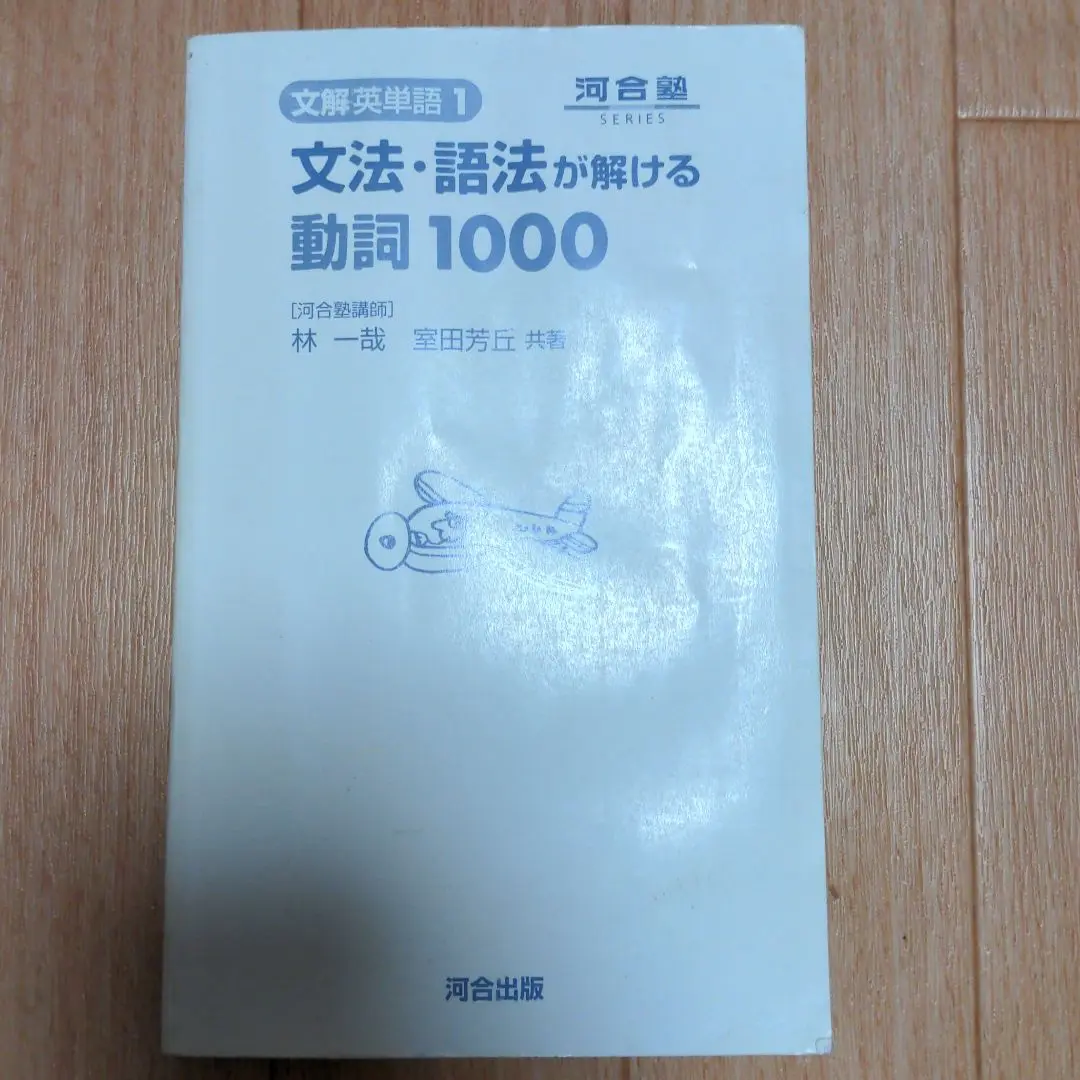 文解英単語 1
河合塾
SERIES
文法・語法が解ける
動詞 1000
[河合塾講師]
林 一哉 室田芳丘 共著
河合出版